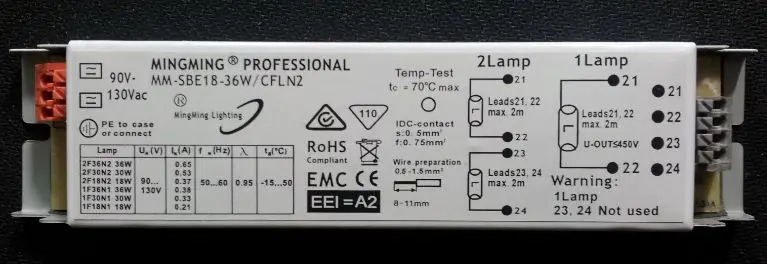 MINGMING ® PROFESSIONAL
MM-SBE18-36W/CFLN2
90V-
130Vac
® MingMing Lighting
PE to case
or connect
Lamp Uₙ(V) Iₙ(A) fₙ(Hz) λ tₐ(°C)
2F36N2 36W 0.65
2F30N2 30W 0.53
2F18N2 18W 90... 0.37 50...60 0.95 -15...50
1F36N1 36W 130V 0.38
1F30N1 30W 0.33
1F18N1 18W 0.21
110
RoHS
Compliant
EMC CE
EEI=A2
Temp-Test
tc = 70°C max
IDC-contact
s:0. 5mm²
f:0. 75mm²
Wire preparation
0.5-1.5mm²
8-11mm
2Lamp
21
Leads21, 22
max. 2m
22
23
Leads23, 24
max. 2m
24
1Lamp
21
Leads21, 22
max. 2m
U-OUT≤450V
22
21
22
23
24
Warning:
1Lamp
23, 24 Not used